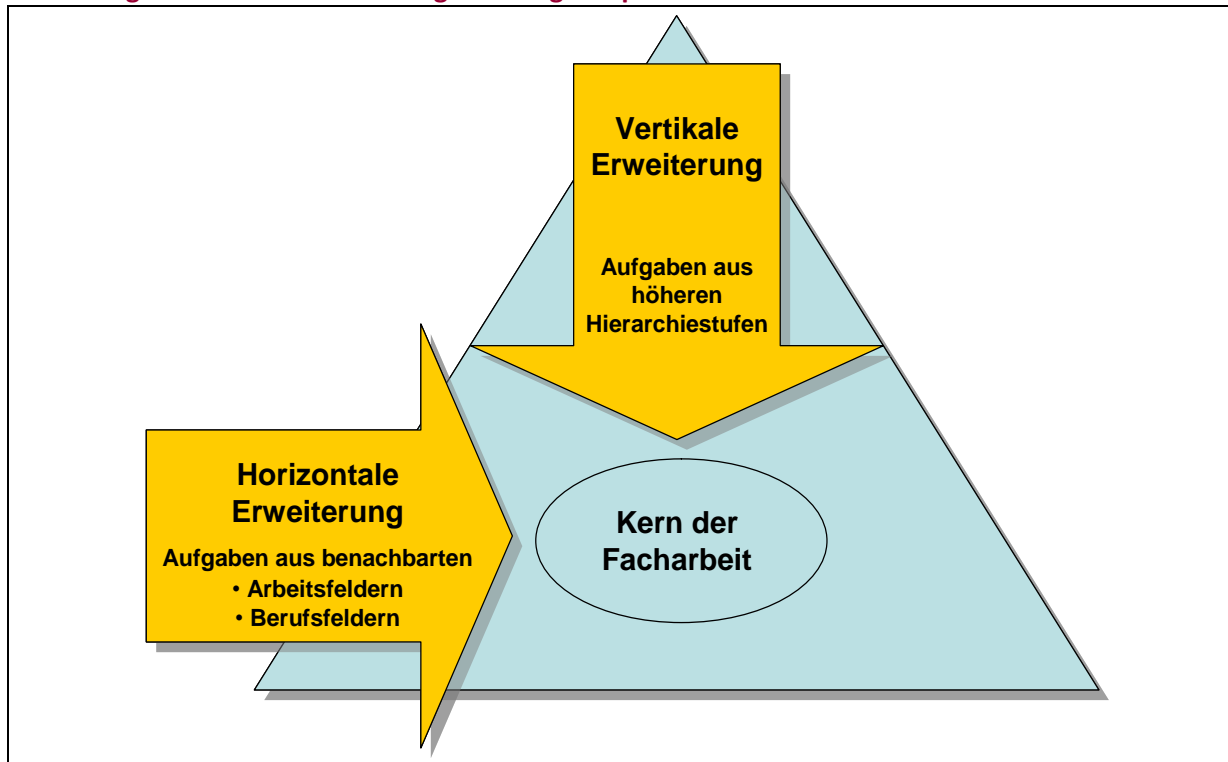 Vertikale
Erweiterung
Aufgaben aus
höheren
Hierarchiestufen
Horizontale
Erweiterung
Aufgaben aus benachbarten
• Arbeitsfeldern
• Berufsfeldern
Kern der
Facharbeit